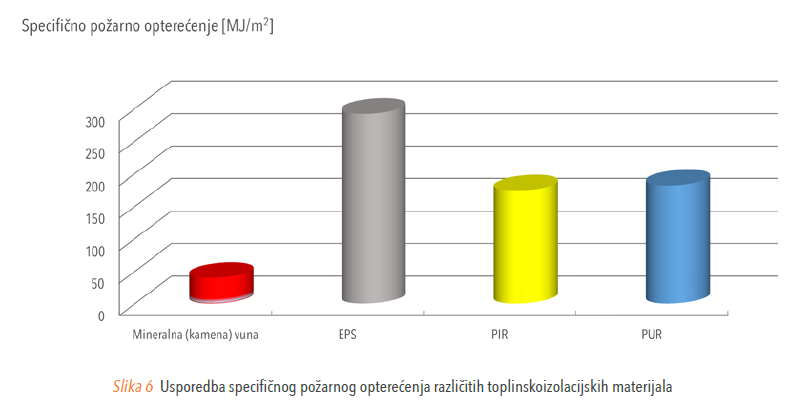 Specifično požarno opterećenje [MJ/m²]
300
250
200
150
100
50
0
Mineralna (kamena) vuna EPS PIR PUR
Slika 6 Usporedba specifičnog požarnog opterećenja različitih toplinskoizolacijskih materijala